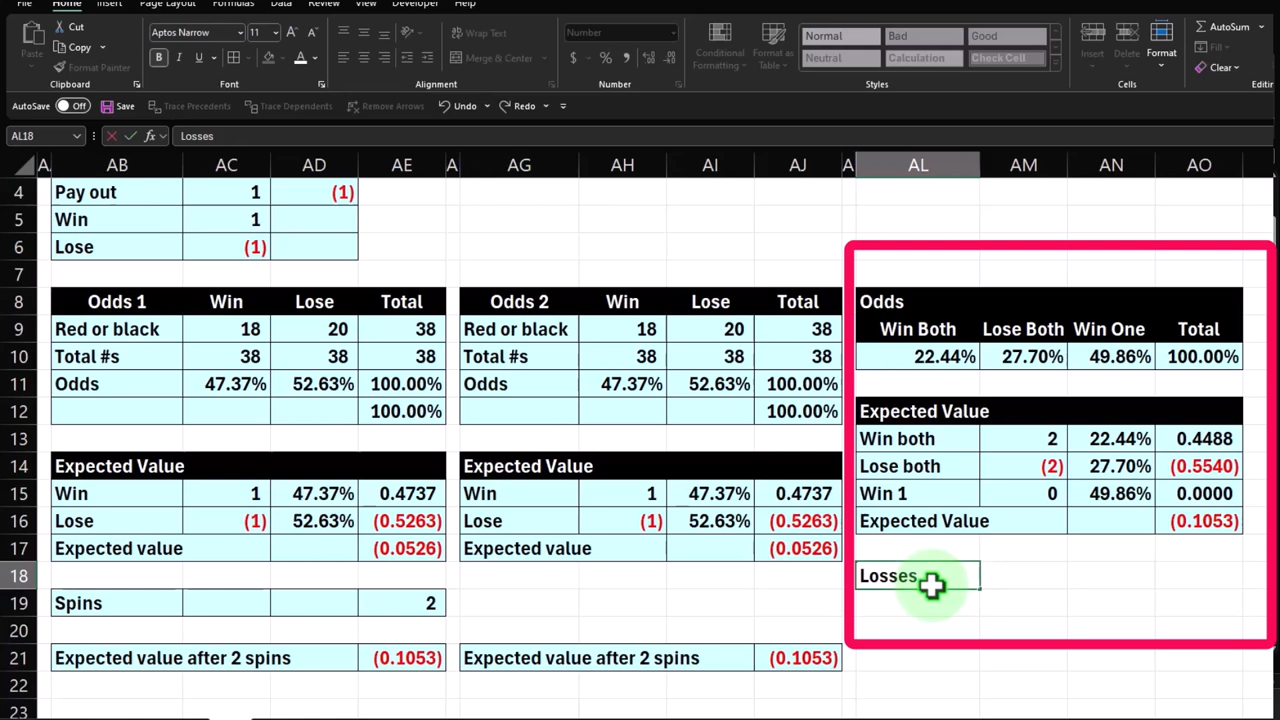 File Home Insert Page Layout Formulas Data Review View Developer Help
Cut Aptos Narrow 11 Wrap Text Number Normal Bad Good AutoSum
Paste Copy Conditional Formatting Format as Table Insert Delete Format Fill
Format Painter B I U Merge & Center $ % Neutral Calculation Check Cell Clear
Clipboard Font Alignment Number Styles Cells
AutoSave Off Save Trace Precedents Trace Dependents Remove Arrows Undo Redo
AL18 fx Losses
A AB AC AD AE A AG AH AI AJ A AL AM AN AO
4 Pay out 1 (1)
5 Win 1
6 Lose (1)
7
8 Odds 1 Win Lose Total Odds 2 Win Lose Total Odds
9 Red or black 18 20 38 Red or black 18 20 38 Win Both Lose Both Win One Total
10 Total #s 38 38 38 Total #s 38 38 38 22.44% 27.70% 49.86% 100.00%
11 Odds 47.37% 52.63% 100.00% Odds 47.37% 52.63% 100.00%
12 100.00% 100.00% Expected Value
13 Win both 2 22.44% 0.4488
14 Expected Value Expected Value Lose both (2) 27.70% (0.5540)
15 Win 1 47.37% 0.4737 Win 1 47.37% 0.4737 Win 1 0 49.86% 0.0000
16 Lose (1) 52.63% (0.5263) Lose (1) 52.63% (0.5263) Expected Value (0.1053)
17 Expected value (0.0526) Expected value (0.0526)
18 Losses
19 Spins 2
20
21 Expected value after 2 spins (0.1053) Expected value after 2 spins (0.1053)
22
23